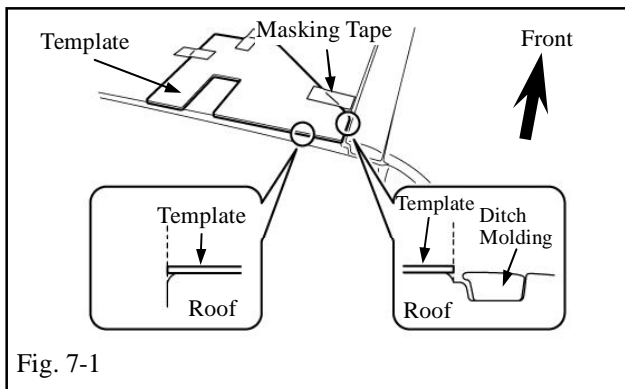 Masking Tape
Template
Front
Template
Roof
Template
Ditch
Molding
Roof
Fig. 7-1